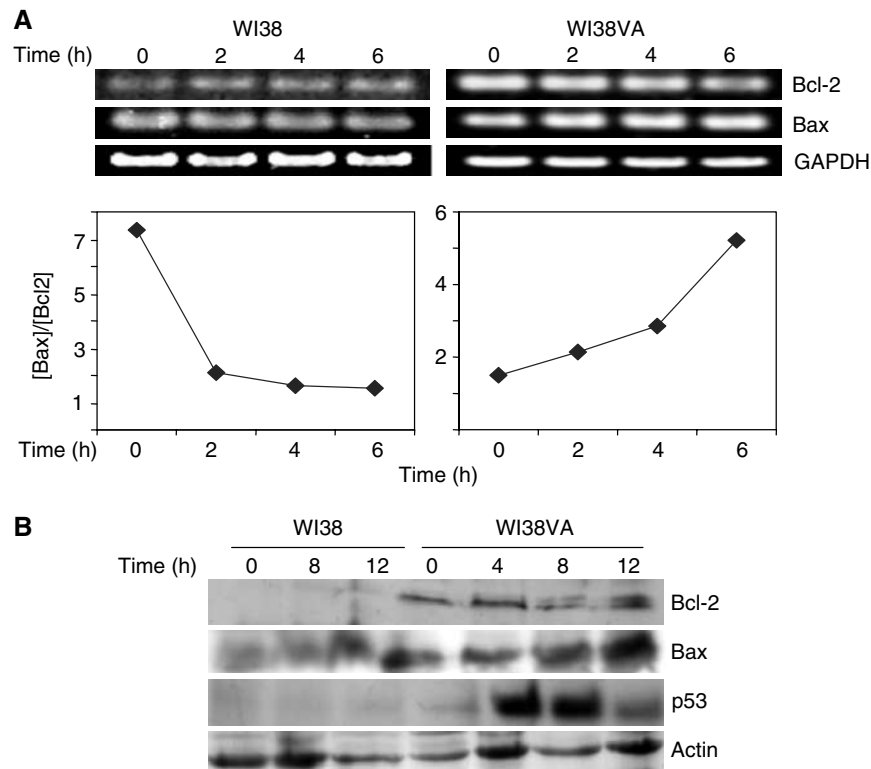 A
WI38 WI38VA
Time (h) 0 2 4 6 0 2 4 6
Bcl-2
Bax
GAPDH
[Bax]/[Bcl2]
7
5
3
1
6
4
2
Time (h) 0 2 4 6 0 2 4 6
Time (h)
B
WI38 WI38VA
Time (h) 0 8 12 0 4 8 12
Bcl-2
Bax
p53
Actin